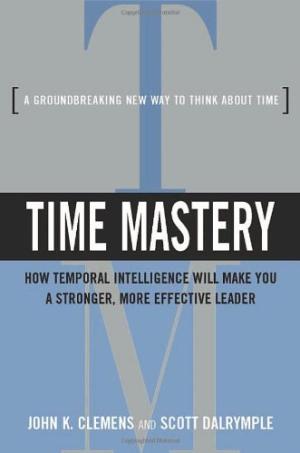 T
[ A GROUNDBREAKING NEW WAY TO THINK ABOUT TIME ]
TIME MASTERY
HOW TEMPORAL INTELLIGENCE WILL MAKE YOU
A STRONGER, MORE EFFECTIVE LEADER
M
JOHN K. CLEMENS AND SCOTT DALRYMPLE